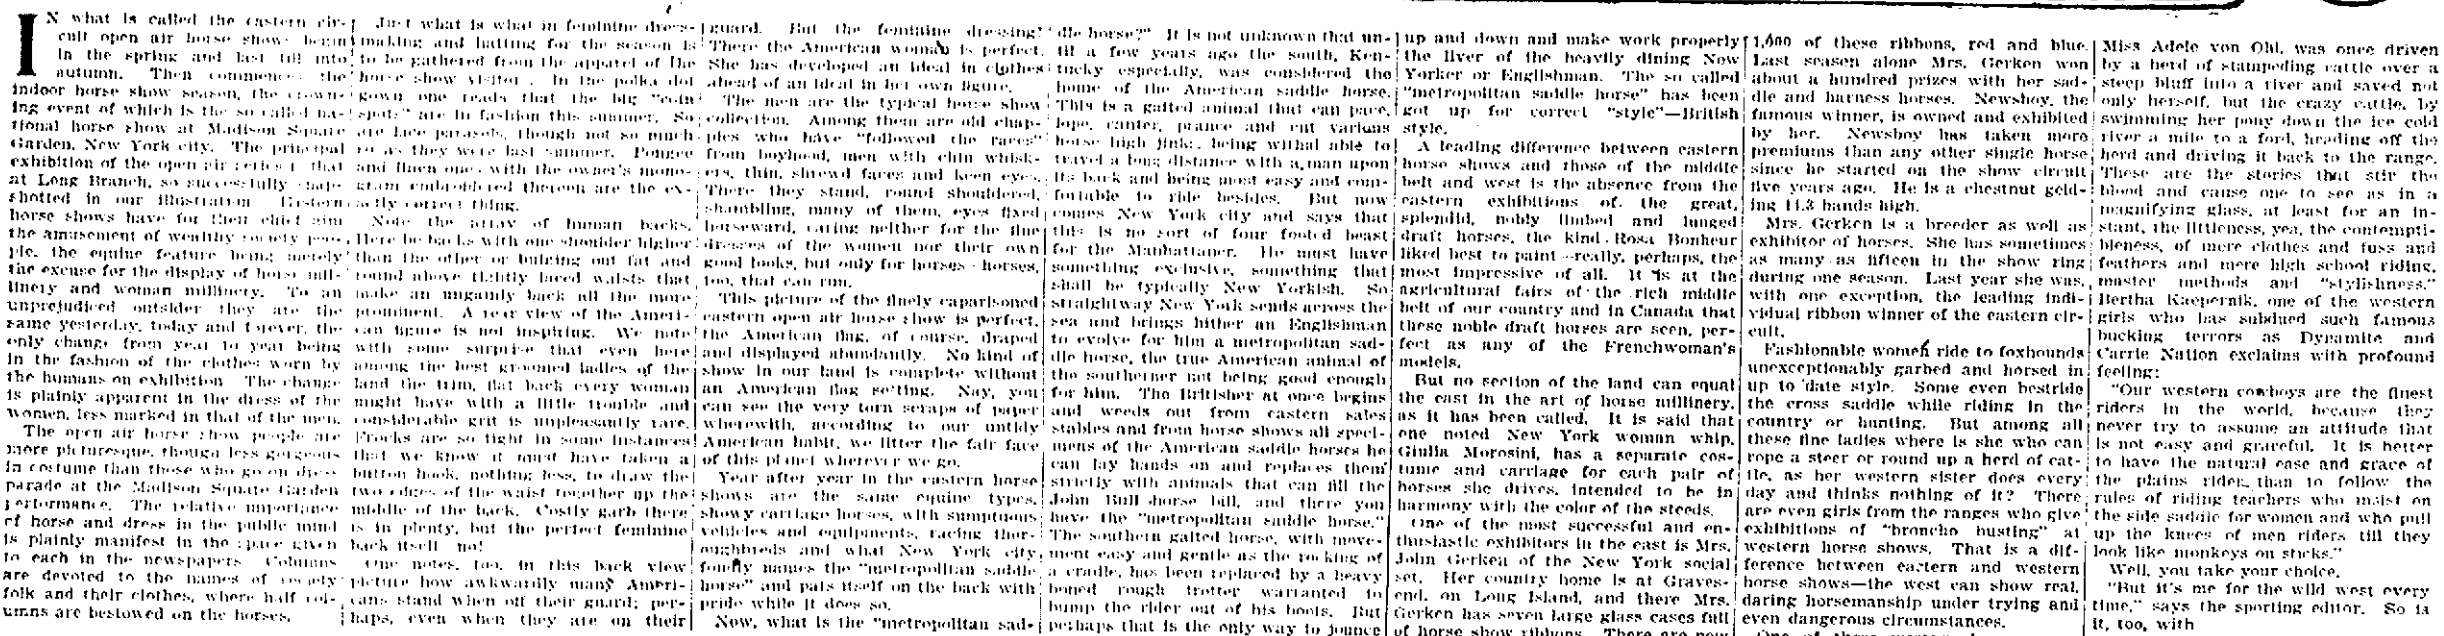 IN what is called the eastern cir-
cuit open air horse shows begin
in the spring and last till into
autumn. Then commences the
indoor horse show season, the crown-
ing event of which is the so called na-
tional horse show at Madison Square
Garden, New York city. The principal
exhibition of the open air series is that
at Long Branch, so successfully snap-
shotted in our illustration. Eastern
horse shows have for their chief aim
the amusement of wealthy society peo-
ple, the equine feature being merely
the excuse for the display of horse mil-
linery and woman millinery. To an
unprejudiced outsider they are the
same yesterday, today and forever, the
only change from year to year being
in the fashion of the clothes worn by
the humans on exhibition. The change
is plainly apparent in the dress of the
women, less marked in that of the men.
The open air horse show people are
more picturesque, though less gorgeous
in costume than those who go on dress
parade at the Madison Square Garden
performance. The relative importance
of horse and dress in the public mind
is plainly manifest in the space given
to each in the newspapers. Columns
are devoted to the names of society
folk and their clothes, where half col-
umns are bestowed on the horses.
Just what is what in feminine dress-
making and hatting for the season is
to be gathered from the apparel of the
horse show visitors. In the polka dot
gown one reads that the big "coin
spots" are in fashion this summer. So
are lace parasols, though not so much
so as they were last summer. Pongee
and linen ones with the owner's mono-
gram embroidered thereon are the ex-
actly correct thing.
Note the array of human backs.
Here be backs with one shoulder higher
than the other or bulging out fat and
round above tightly laced waists that
make an ungainly back all the more
prominent. A rear view of the Ameri-
can figure is not inspiring. We note
with some surprise that even here
among the best groomed ladies of the
land the trim, flat back every woman
might have with a little trouble and
considerable grit is unpleasantly rare.
Frocks are so tight in some instances
that we know it must have taken a
button hook, nothing less, to draw the
two edges of the waist together up the
middle of the back. Costly garb there
is in plenty, but the perfect feminine
back itself—no!
One notes, too, in this back view
picture how awkwardly many Ameri-
cans stand when off their guard; per-
haps, even when they are on their
guard. But the feminine dressing!
There the American woman is perfect.
She has developed an ideal in clothes
ahead of an ideal in her own figure.
The men are the typical horse show
collection. Among them are old chap-
pies who have "followed the races"
from boyhood, men with chin whisk-
ers, thin, shrewd faces and keen eyes.
There they stand, round shouldered,
shambling, many of them, eyes fixed
horseward, caring neither for the fine
dresses of the women nor their own
good looks, but only for horses—horses,
too, that can run.
This picture of the finely caparisoned
eastern open air horse show is perfect,
the American flag, of course, draped
and displayed abundantly. No kind of
show in our land is complete without
an American flag setting. Nay, you
can see the very torn scraps of paper
wherewith, according to our untidy
American habit, we litter the fair face
of this planet wherever we go.
Year after year in the eastern horse
shows are the same equine types,
showy carriage horses, with sumptuous
vehicles and equipments, racing thor-
oughbreds and what New York city
fondly names the "metropolitan saddle
horse" and pats itself on the back with
pride while it does so.
Now, what is the "metropolitan sad-
dle horse?" It is not unknown that un-
til a few years ago the south, Ken-
tucky especially, was considered the
home of the American saddle horse.
This is a gaited animal that can pace,
lope, canter, prance and cut various
horse high jinks, being withal able to
travel a long distance with a man upon
its back and being most easy and com-
fortable to ride besides. But now
comes New York city and says that
this is no sort of four footed beast
for the Manhattaner. He must have
something exclusive, something that
shall be typically New Yorkish. So
straightway New York sends across the
sea and brings hither an Englishman
to evolve for him a metropolitan sad-
dle horse, the true American animal of
the southerner not being good enough
for him. The Britisher at once begins
and weeds out from eastern sales
stables and from horse shows all speci-
mens of the American saddle horses he
can lay hands on and replaces them
strictly with animals that can fill the
John Bull horse bill, and there you
have the "metropolitan saddle horse."
The southern gaited horse, with move-
ment easy and gentle as the rocking of
a cradle, has been replaced by a heavy
boned rough trotter warranted to
bump the rider out of his boots. But
perhaps that is the only way to jounce
up and down and make work properly
the liver of the heavily dining New
Yorker or Englishman. The so called
"metropolitan saddle horse" has been
got up for correct "style"—British
style.
A leading difference between eastern
horse shows and those of the middle
belt and west is the absence from the
eastern exhibitions of the great,
splendid, nobly limbed and lunged
draft horses, the kind Rosa Bonheur
liked best to paint—really, perhaps, the
most impressive of all. It is at the
agricultural fairs of the rich middle
belt of our country and in Canada that
these noble draft horses are seen, per-
fect as any of the Frenchwoman's
models.
But no section of the land can equal
the east in the art of horse millinery,
as it has been called. It is said that
one noted New York woman whip,
Giulia Morosini, has a separate cos-
tume and carriage for each pair of
horses she drives, intended to be in
harmony with the color of the steeds.
One of the most successful and en-
thusiastic exhibitors in the east is Mrs.
John Gerken of the New York social
set. Her country home is at Graves-
end, on Long Island, and there Mrs.
Gerken has seven large glass cases full
of horse show ribbons. There are now
1,600 of these ribbons, red and blue.
Last season alone Mrs. Gerken won
about a hundred prizes with her sad-
dle and harness horses. Newsboy, the
famous winner, is owned and exhibited
by her. Newsboy has taken more
premiums than any other single horse
since he started on the show circuit
five years ago. He is a chestnut geld-
ing 14.3 hands high.
Mrs. Gerken is a breeder as well as
exhibitor of horses. She has sometimes
as many as fifteen in the show ring
during one season. Last year she was,
with one exception, the leading indi-
vidual ribbon winner of the eastern cir-
cuit.
Fashionable women ride to foxhounds
unexceptionably garbed and horsed in
up to date style. Some even bestride
the cross saddle while riding in the
country or hunting. But among all
these fine ladies where is she who can
rope a steer or round up a herd of cat-
tle, as her western sister does every
day and thinks nothing of it? There
are even girls from the ranges who give
exhibitions of "broncho busting" at
western horse shows. That is a dif-
ference between eastern and western
horse shows—the west can show real,
daring horsemanship under trying and
even dangerous circumstances.
Miss Adele von Ohl, was once driven
by a herd of stampeding cattle over a
steep bluff into a river and saved not
only herself, but the crazy cattle, by
swimming her pony down the ice cold
river a mile to a ford, heading off the
herd and driving it back to the range.
These are the stories that stir the
blood and cause one to see as in a
magnifying glass, at least for an in-
stant, the littleness, yea, the contempti-
bleness, of mere clothes and fuss and
feathers and mere high school riding,
master methods and "stylishness."
Bertha Kaepernik, one of the western
girls who has subdued such famous
bucking terrors as Dynamite and
Carrie Nation exclaims with profound
feeling:
"Our western cowboys are the finest
riders in the world, because they
never try to assume an attitude that
is not easy and graceful. It is better
to have the natural ease and grace of
the plains rider than to follow the
rules of riding teachers who insist on
the side saddle for women and who pull
up the knees of men riders till they
look like monkeys on sticks."
Well, you take your choice.
"But it's me for the wild west every
time," says the sporting editor. So is
it, too, with